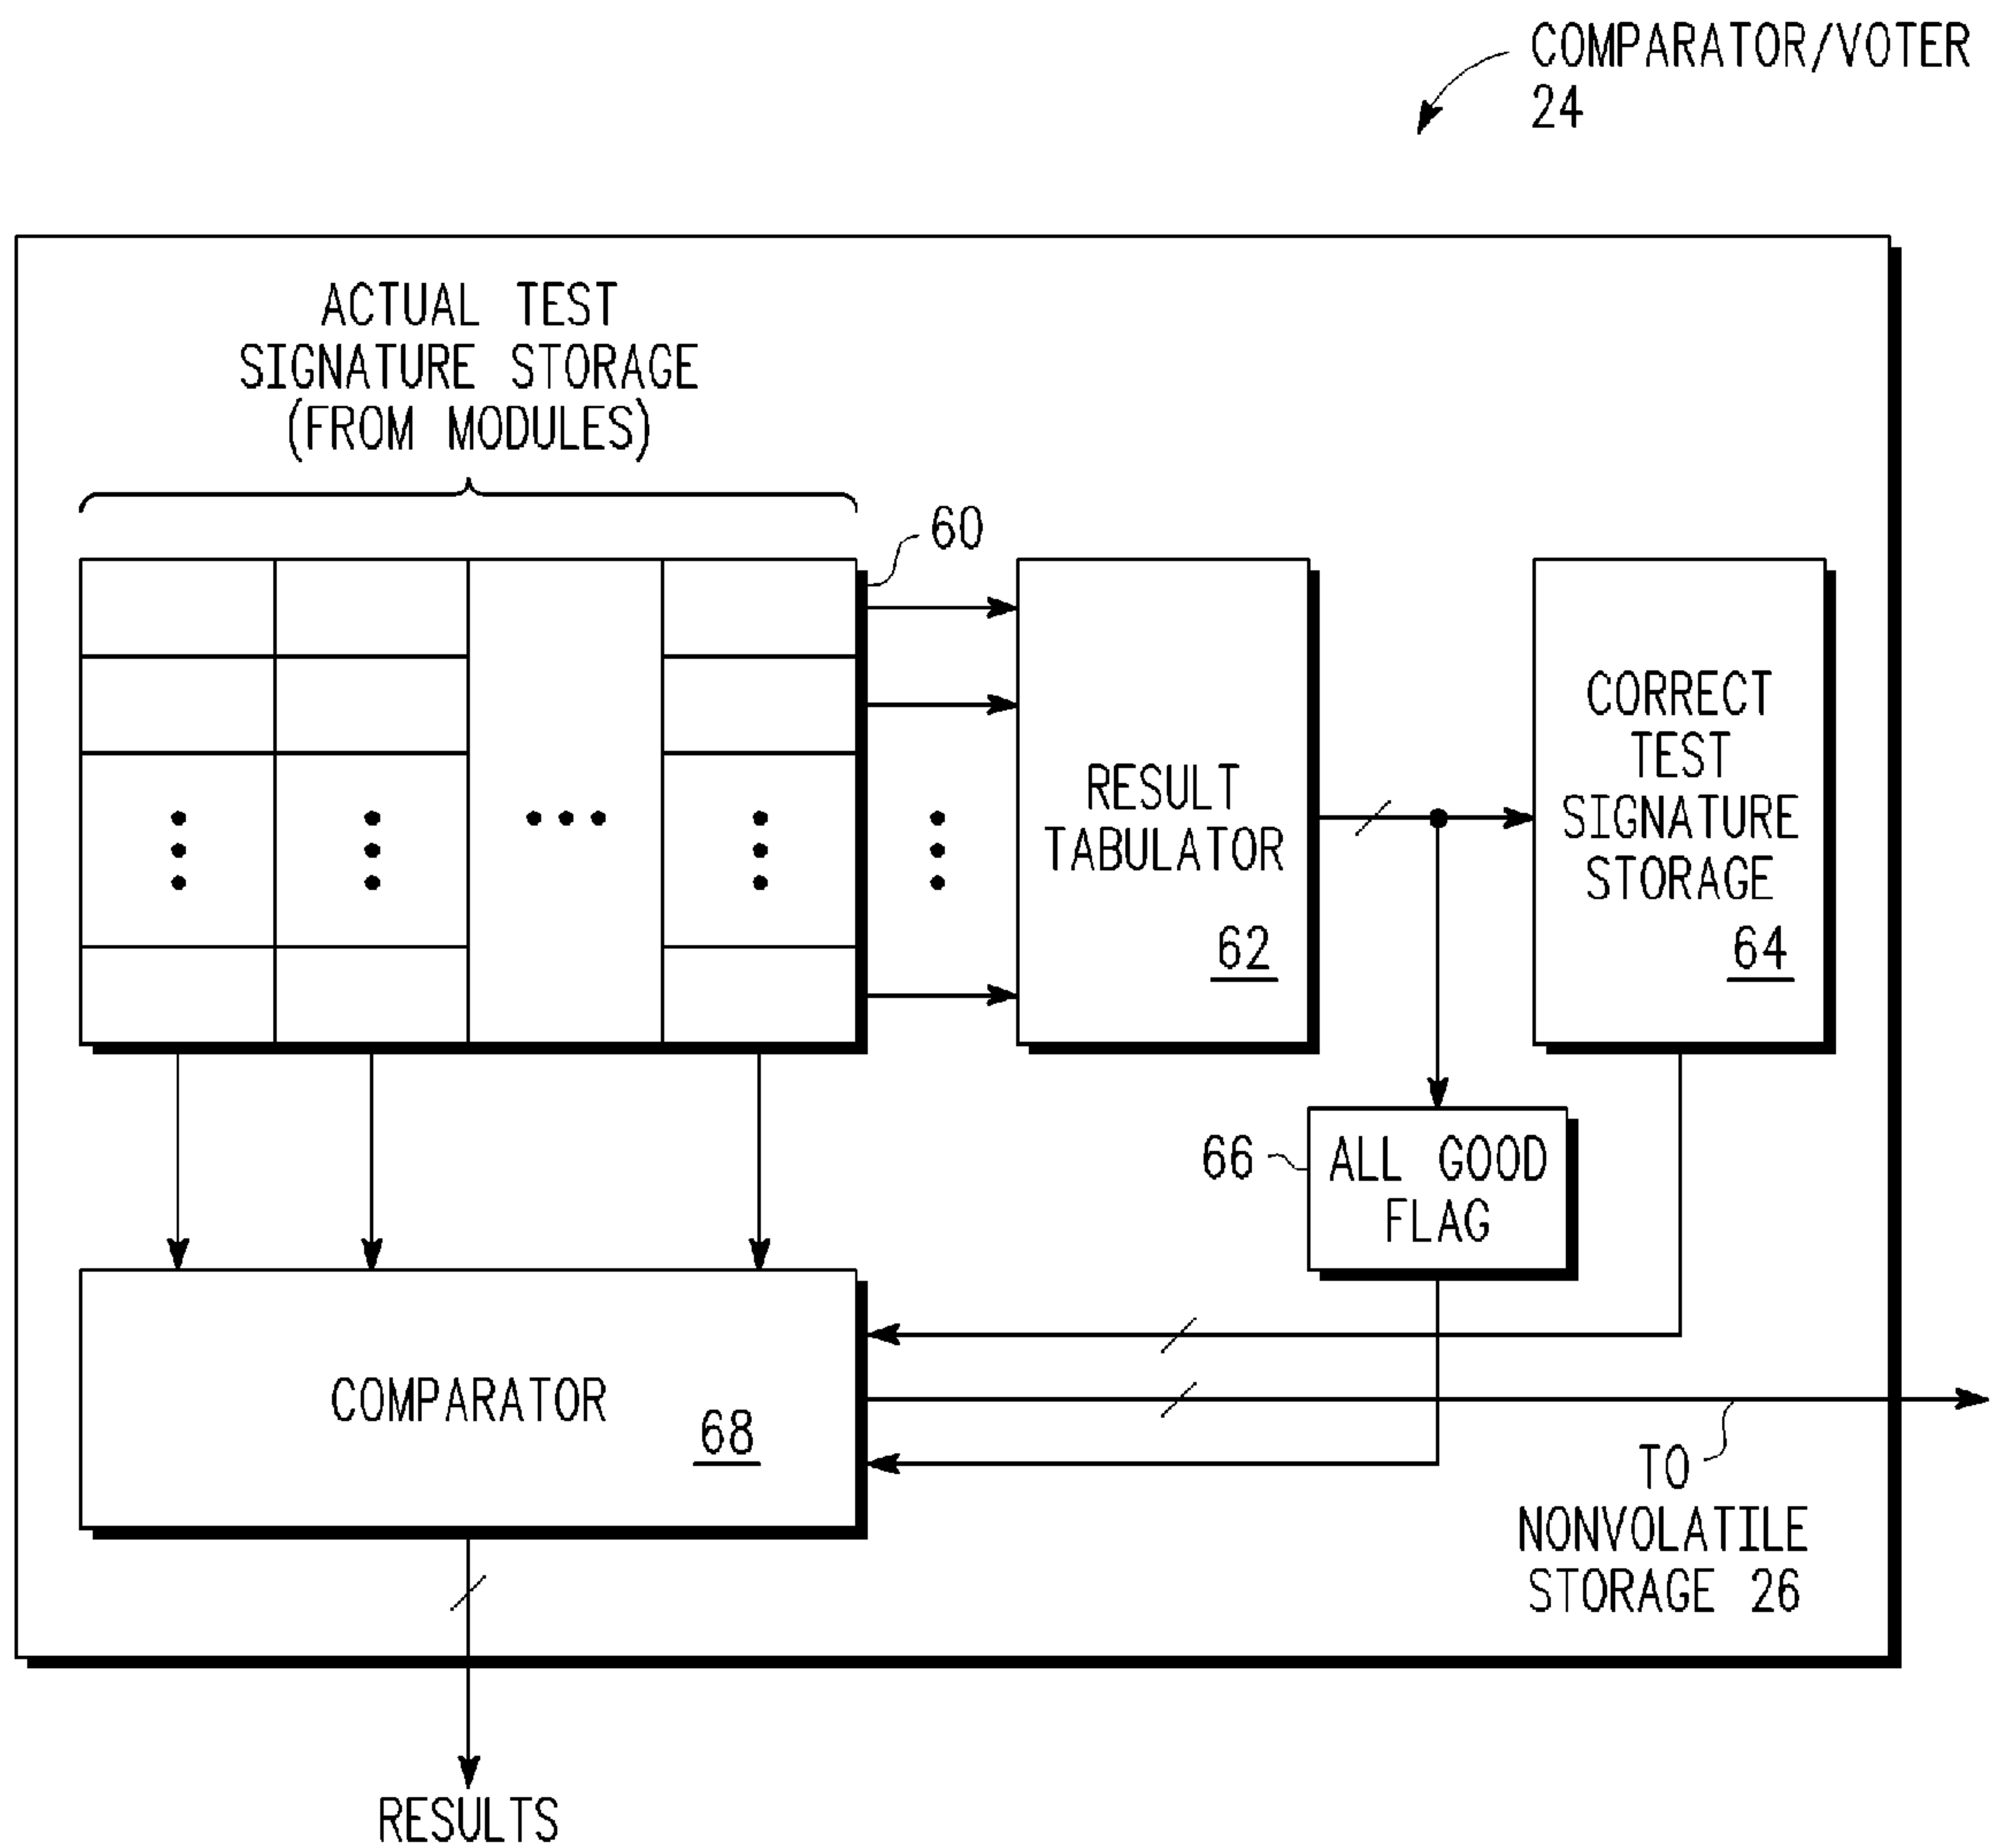 COMPARATOR/VOTER
24
ACTUAL TEST
SIGNATURE STORAGE
(FROM MODULES)
60
RESULT
TABULATOR
62
CORRECT
TEST
SIGNATURE
STORAGE
64
66
ALL GOOD
FLAG
COMPARATOR
68
TO
NONVOLATILE
STORAGE 26
RESULTS